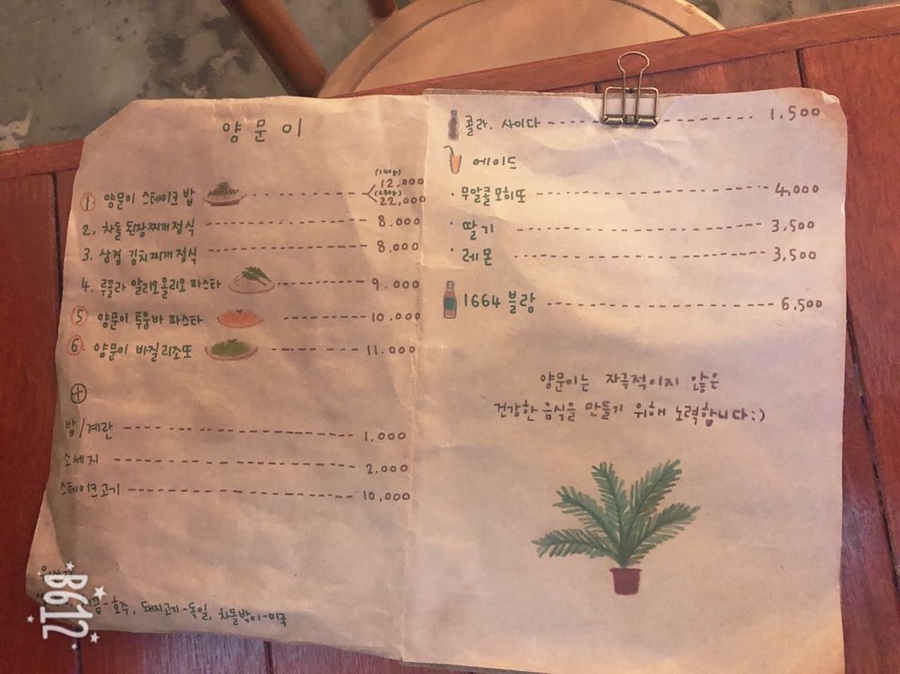 양문이
① 양문이 스테이크 밥 (140g) 12,000
(280g) 22,000
2. 차돌 된장찌개 정식 8.000
3. 삼겹 김치찌개 정식 8,000
4. 루꼴라 알리오올리오 파스타 9.000
⑤ 양문이 투움바 파스타 10.000
⑥ 양문이 바질 리조또 11.000
+
밥/계란 1.000
소세지 2.000
스테이크 고기 10,000
호주, 돼지고기-독일, 차돌박이-미국
콜라, 사이다 1,500
에이드
· 무알콜 모히또 4,000
· 딸기 3,500
· 레몬 3,500
1664 블랑 6,500
양문이는 자극적이지 않은
건강한 음식을 만들기 위해 노력합니다:)
B612